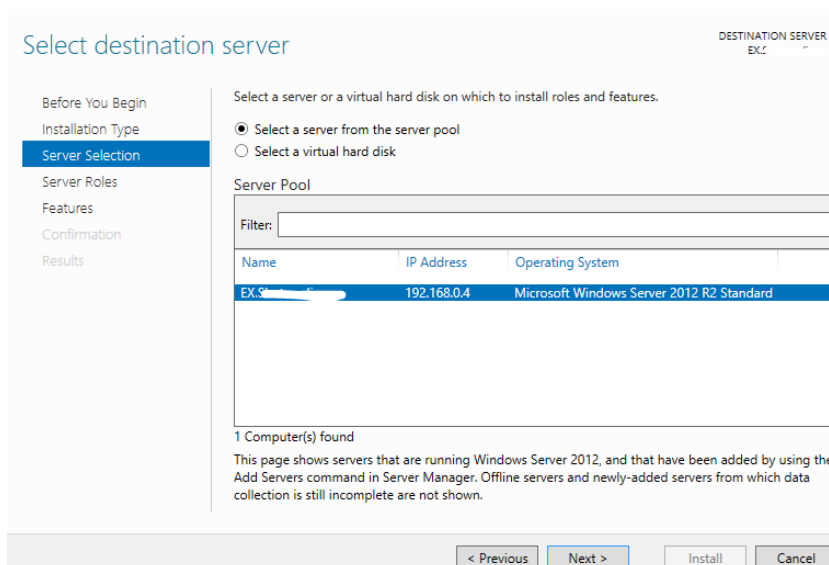 Select destination server
DESTINATION SERVER
Before You Begin
Installation Type
Server Selection
Server Roles
Features
Confirmation
Results
Select a server or a virtual hard disk on which to install roles and features.
Select a server from the server pool
Select a virtual hard disk
Server Pool
Filter:
Name IP Address Operating System
192.168.0.4 Microsoft Windows Server 2012 R2 Standard
1 Computer(s) found
This page shows servers that are running Windows Server 2012, and that have been added by using the
Add Servers command in Server Manager. Offline servers and newly-added servers from which data
collection is still incomplete are not shown.
< Previous Next > Install Cancel